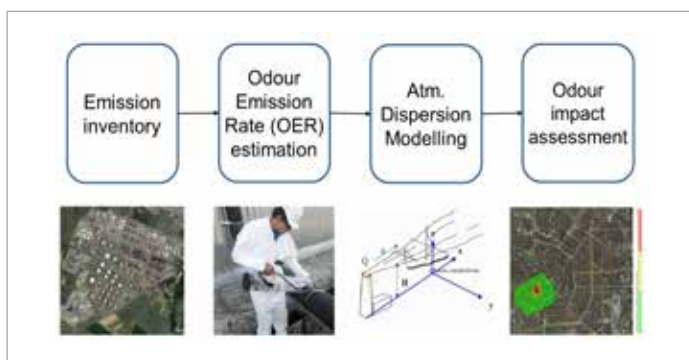 Emission
inventory
Odour
Emission
Rate (OER)
estimation
Atm.
Dispersion
Modelling
Odour
impact
assessment
Q
H
y